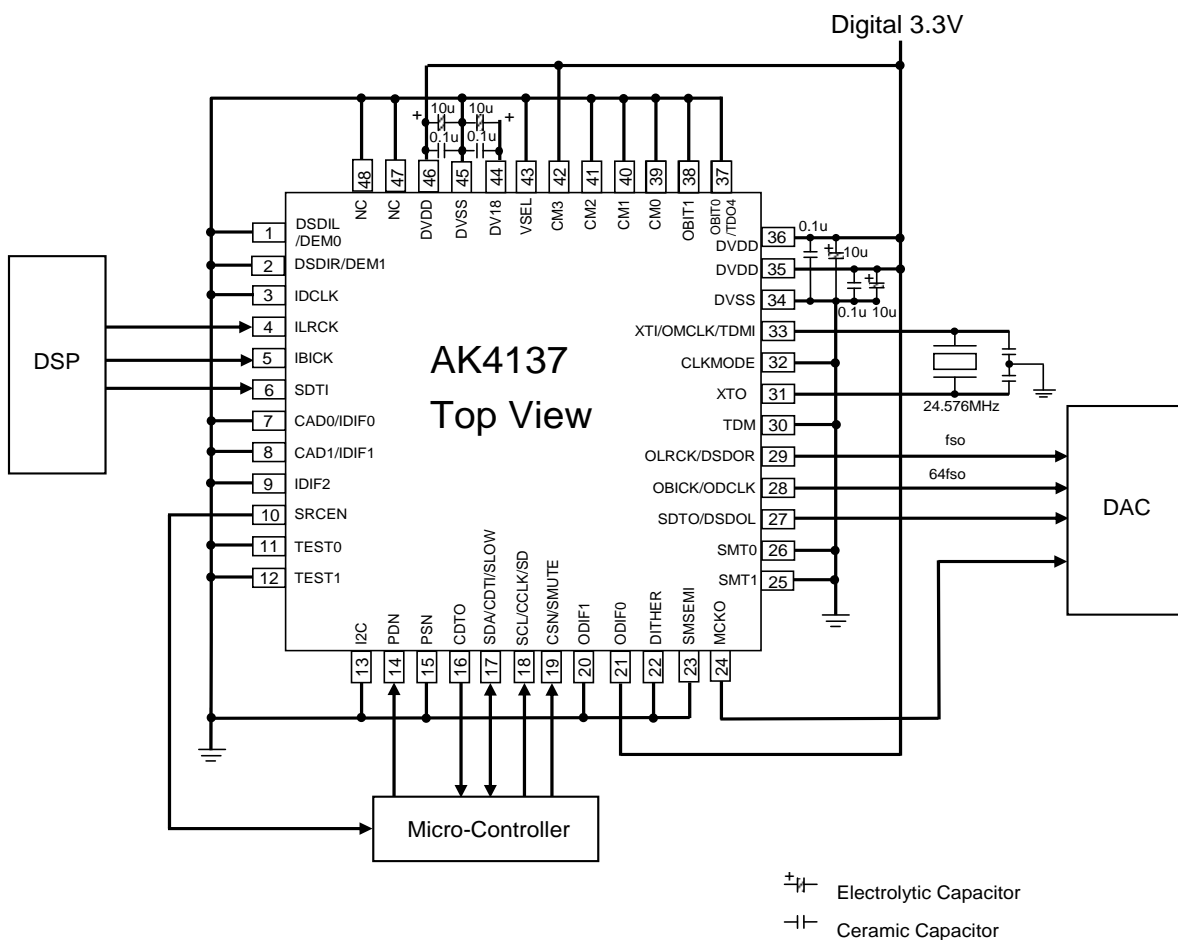 Digital 3.3V
10u
10u
0.1u
0.1u
48
47
46
45
44
43
42
41
40
39
38
37
NC
NC
DVDD
DVSS
DV18
VSEL
CM3
CM2
CM1
CM0
OBIT1
OBIT0
/TDO4
DSP
1
DSDIL
/DEM0
2
DSDIR/DEM1
3
IDCLK
4
ILRCK
5
IBICK
6
SDTI
7
CAD0/IDIF0
8
CAD1/IDIF1
9
IDIF2
10
SRCEN
11
TEST0
12
TEST1
AK4137
Top View
DVDD
36
0.1u
10u
DVDD
35
DVSS
34
0.1u
10u
XTI/OMCLK/TDMI
33
CLKMODE
32
XTO
31
24.576MHz
TDM
30
OLRCK/DSDOR
29
fso
OBICK/ODCLK
28
64fso
SDTO/DSDOL
27
SMT0
26
SMT1
25
DAC
I2C
PDN
PSN
CDTO
SDA/CDTI/SLOW
SCL/CCLK/SD
CSN/SMUTE
ODIF1
ODIF0
DITHER
SMSEMI
MCKO
13
14
15
16
17
18
19
20
21
22
23
24
Micro-Controller
Electrolytic Capacitor
Ceramic Capacitor